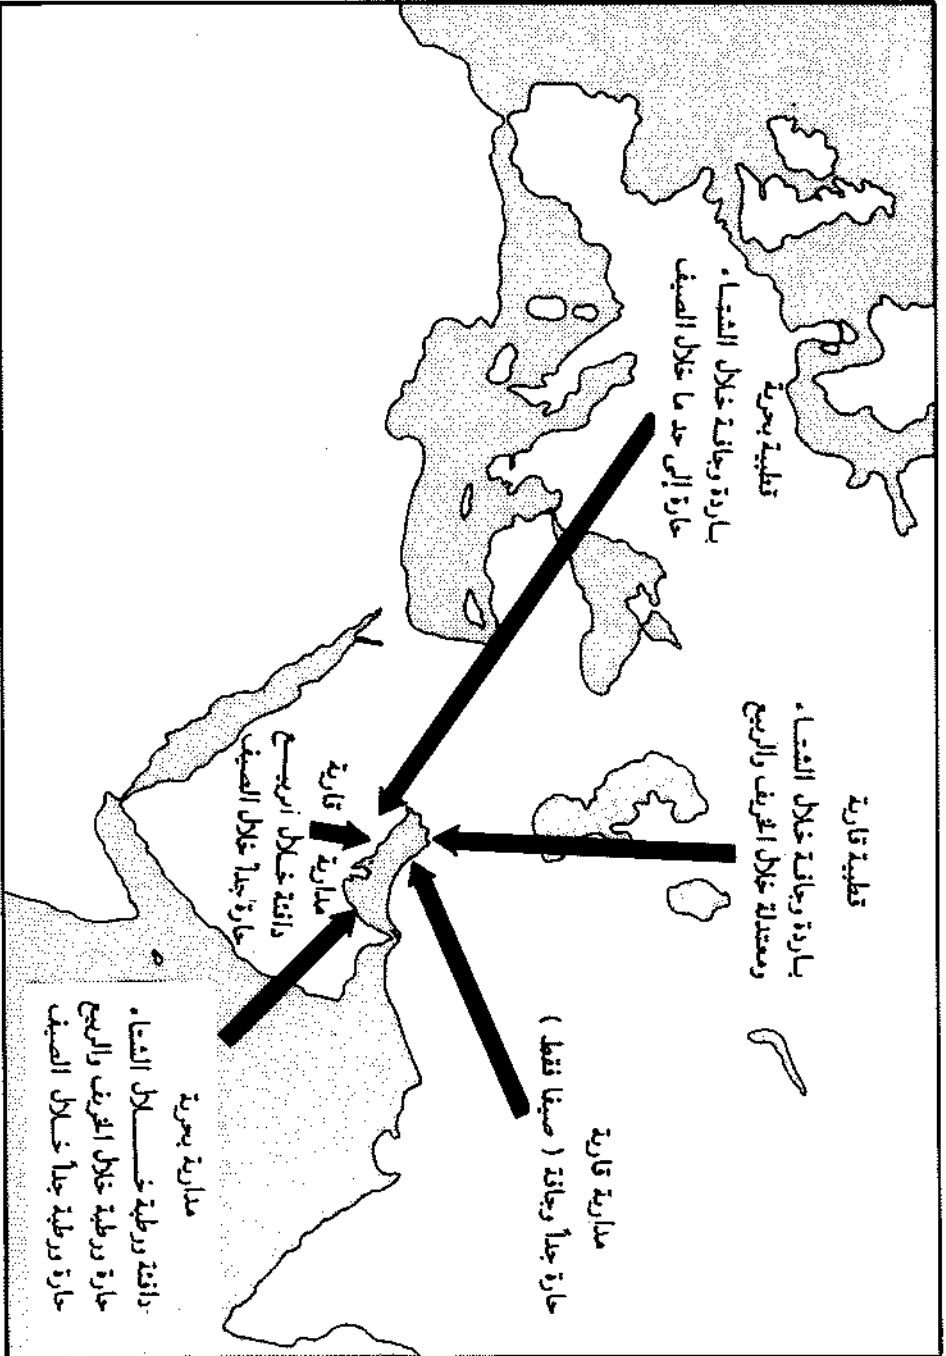 قطبية بحرية
باردة وجافة خلال الشتاء
حارة إلى حد ما خلال الصيف
قطبية قارية
باردة وجافة خلال الشتاء
ومعتدلة خلال الخريف والربيع
قارية مدارية
دافئة خلال الربيع
حارة جداً خلال الصيف
مدارية قارية
حارة جداً وجافة ( صيفا فقط )
مدارية بحرية
دافئة ورطبة خلال الشتاء
حارة ورطبة خلال الخريف والربيع
حارة ورطبة جداً خلال الصيف